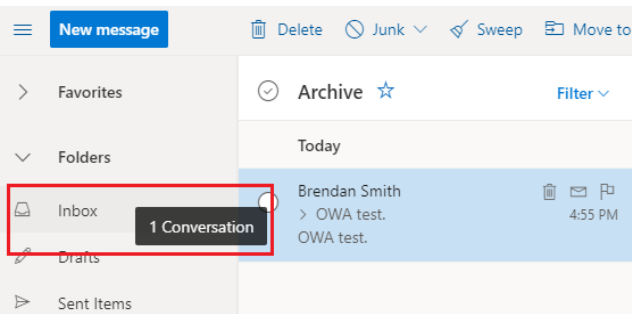 New message Delete Junk Sweep Move to
Favorites
Archive
Filter
Folders
Today
Inbox
1 Conversation
Drafts
Sent Items
Brendan Smith
> OWA test.
4:55 PM
OWA test.